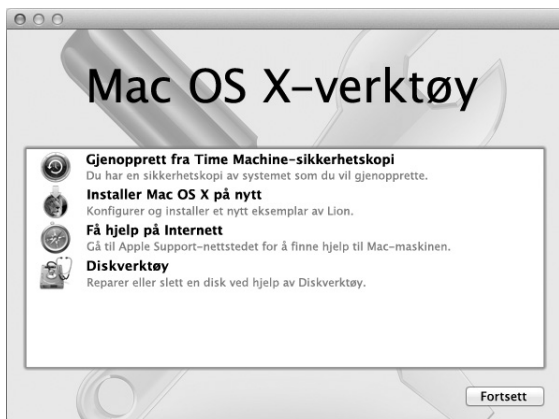 Mac OS X-verktøy
Gjenopprett fra Time Machine-sikkerhetskopi
Du har en sikkerhetskopi av systemet som du vil gjenopprette.
Installer Mac OS X på nytt
Konfigurer og installer et nytt eksemplar av Lion.
Få hjelp på Internett
Gå til Apple Support-nettstedet for å finne hjelp til Mac-maskinen.
Diskverktøy
Reparer eller slett en disk ved hjelp av Diskverktøy.
Fortsett